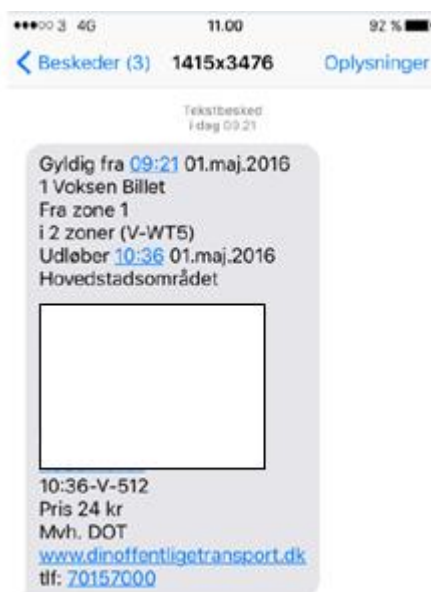 3 4G 11.00 92 %
Beskeder (3) 1415x3476 Oplysninger
Tekstbesked
i dag 09.21
Gyldig fra 09:21 01.maj.2016
1 Voksen Billet
Fra zone 1
i 2 zoner (V-WT5)
Udløber 10:36 01.maj.2016
Hovedstadsområdet
10:36-V-512
Pris 24 kr
Mvh. DOT
www.dinoffentligetransport.dk
tlf: 70157000